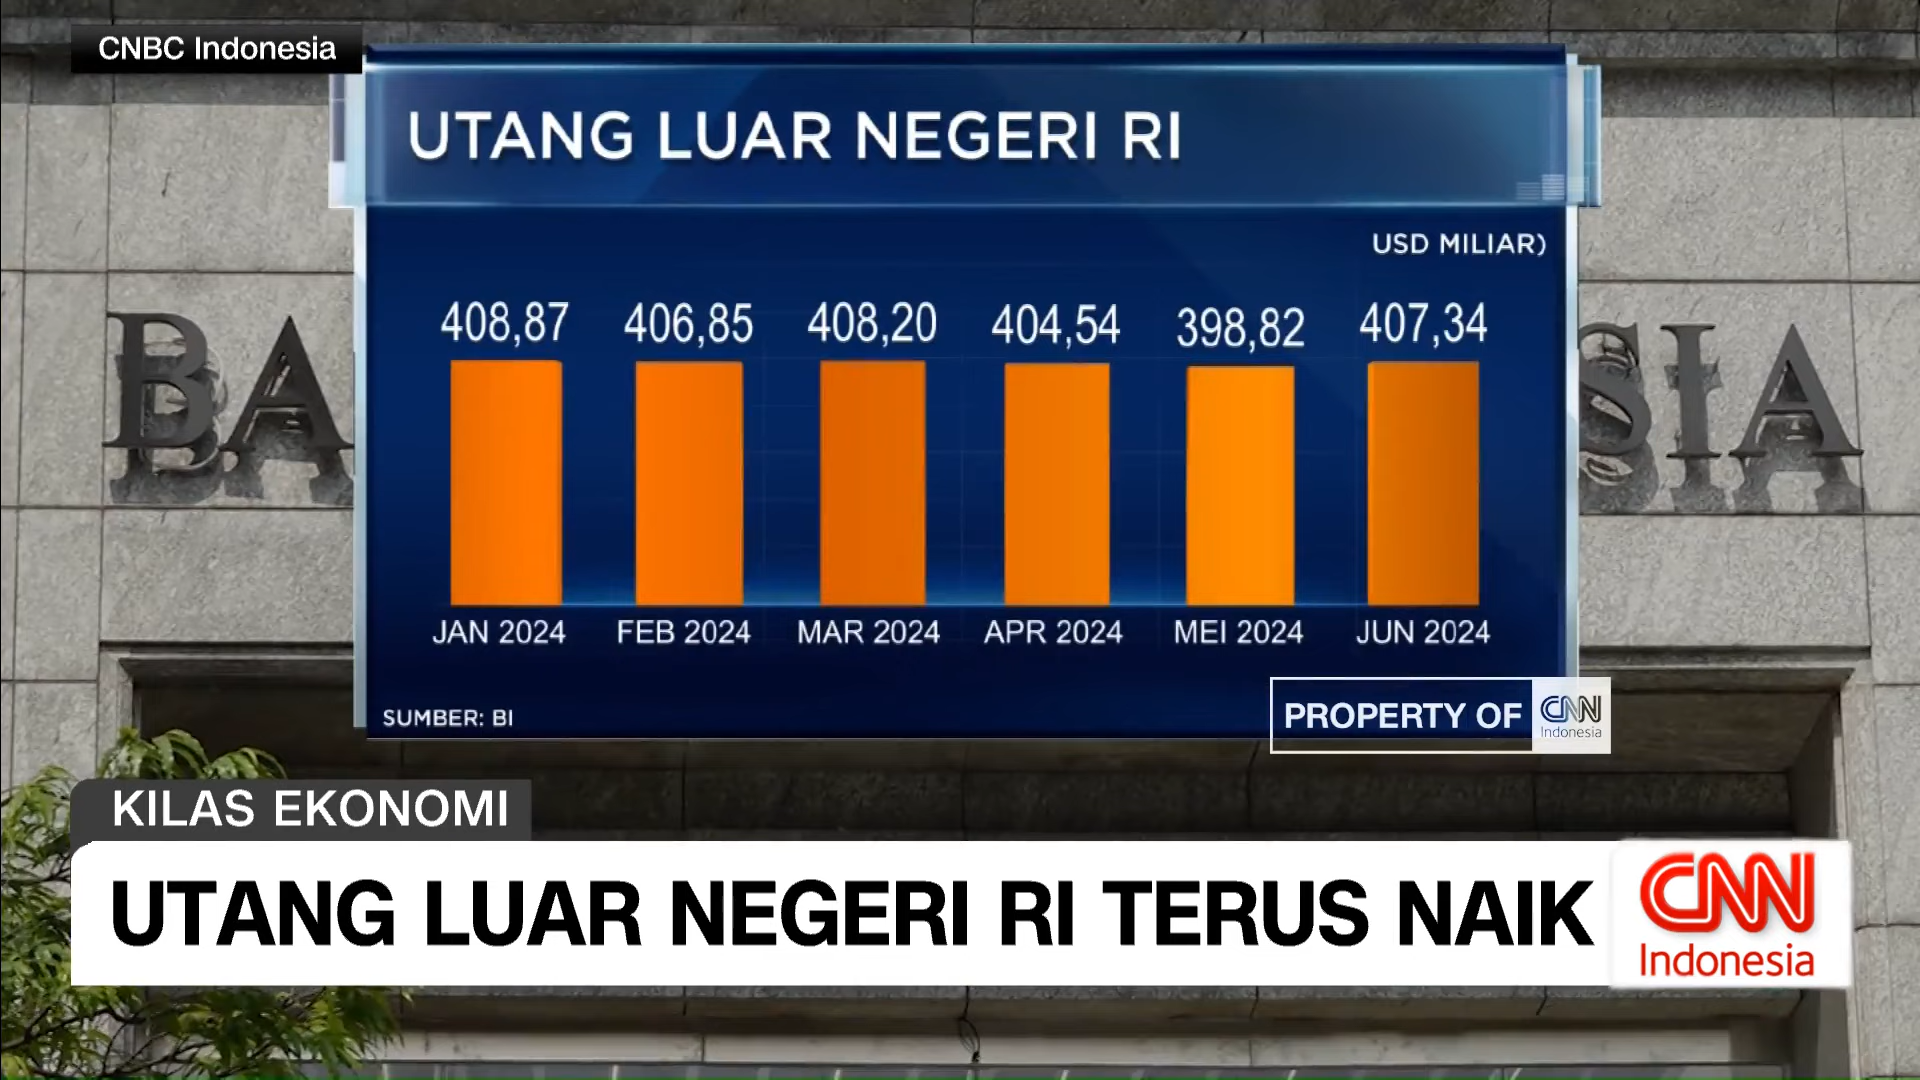 CNBC Indonesia
UTANG LUAR NEGERI RI
USD MILIAR)
408,87 406,85 408,20 404,54 398,82 407,34
BA SIA
JAN 2024 FEB 2024 MAR 2024 APR 2024 MEI 2024 JUN 2024
SUMBER: BI
PROPERTY OF CNN Indonesia
KILAS EKONOMI
UTANG LUAR NEGERI RI TERUS NAIK
CNN Indonesia